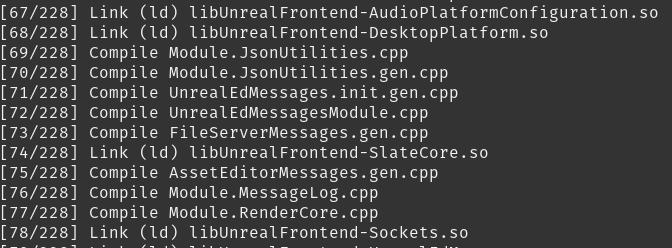 [67/228] Link (ld) libUnrealFrontend-AudioPlatformConfiguration.so
[68/228] Link (ld) libUnrealFrontend-DesktopPlatform.so
[69/228] Compile Module.JsonUtilities.cpp
[70/228] Compile Module.JsonUtilities.gen.cpp
[71/228] Compile UnrealEdMessages.init.gen.cpp
[72/228] Compile UnrealEdMessagesModule.cpp
[73/228] Compile FileServerMessages.gen.cpp
[74/228] Link (ld) libUnrealFrontend-SlateCore.so
[75/228] Compile AssetEditorMessages.gen.cpp
[76/228] Compile Module.MessageLog.cpp
[77/228] Compile Module.RenderCore.cpp
[78/228] Link (ld) libUnrealFrontend-Sockets.so